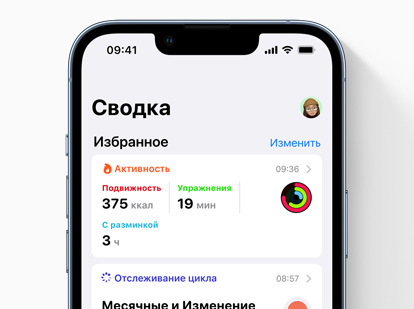 09:41
Сводка
Избранное Изменить
Активность 09:36
Подвижность Упражнения
375 ккал 19 мин
С разминкой
3 ч
Отслеживание цикла 08:57
Месячные и Изменение